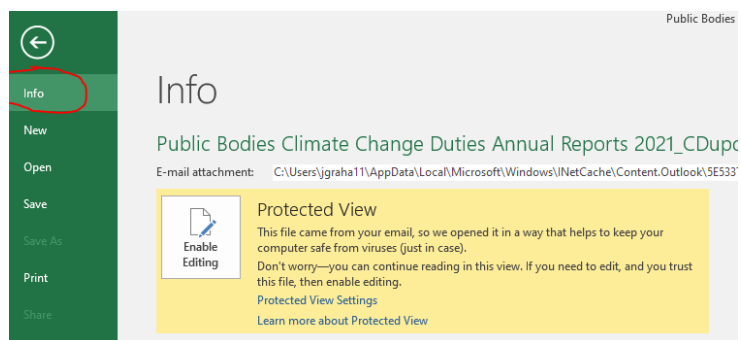 Public Bodies
Info
Info
New
Public Bodies Climate Change Duties Annual Reports 2021_CDupd
Open
E-mail attachment: C:\Users\jgraha11\AppData\Local\Microsoft\Windows\INetCache\Content.Outlook\5E533
Save
Protected View
This file came from your email, so we opened it in a way that helps to keep your
computer safe from viruses (just in case).
Save As
Enable
Editing
Don't worry—you can continue reading in this view. If you need to edit, and you trust
this file, then enable editing.
Print
Protected View Settings
Share
Learn more about Protected View